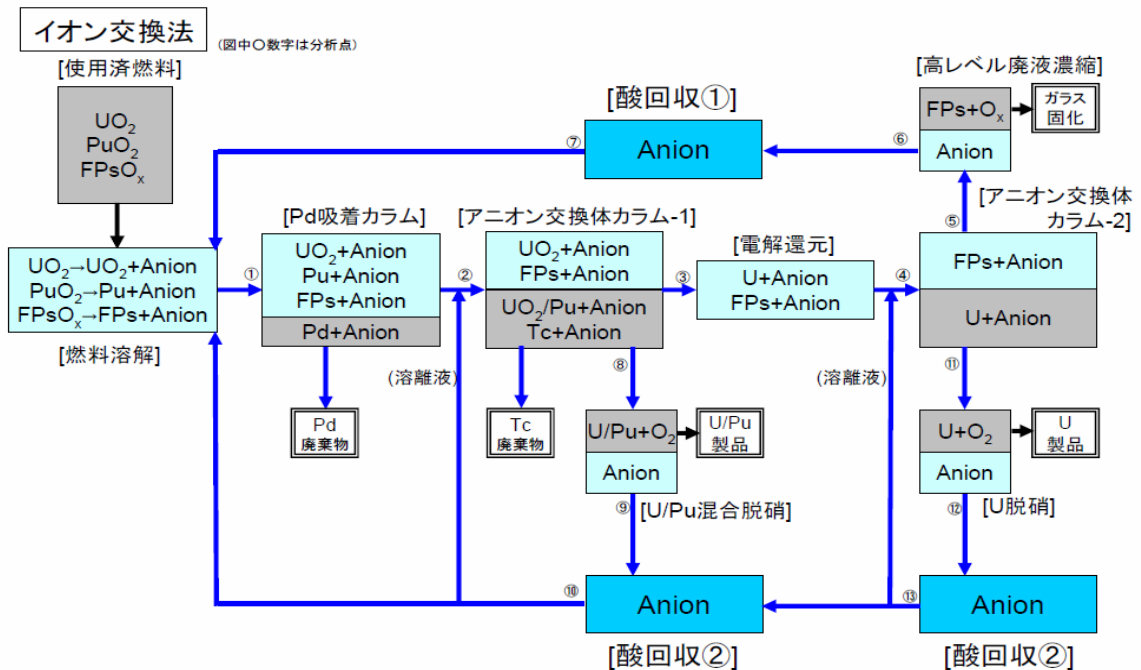 イオン交換法
(図中〇数字は分析点)
[使用済燃料]
UO₂
PuO₂
FPsOₓ
[酸回収①]
Anion
⑦
⑥
[高レベル廃液濃縮]
FPs+Oₓ
Anion
ガラス
固化
⑤
[アニオン交換体
カラム-2]
UO₂→UO₂+Anion
PuO₂→Pu+Anion
FPsOₓ→FPs+Anion
[燃料溶解]
①
[Pd吸着カラム]
UO₂+Anion
Pu+Anion
FPs+Anion
Pd+Anion
②
[アニオン交換体カラム-1]
UO₂+Anion
FPs+Anion
UO₂/Pu+Anion
Tc+Anion
③
[電解還元]
U+Anion
FPs+Anion
④
FPs+Anion
U+Anion
(溶離液)
⑧
(溶離液)
⑪
Pd
廃棄物
Tc
廃棄物
U/Pu+O₂
Anion
U/Pu
製品
U+O₂
Anion
U
製品
⑨
[U/Pu混合脱硝]
⑫
[U脱硝]
⑩
Anion
[酸回収②]
⑬
Anion
[酸回収②]